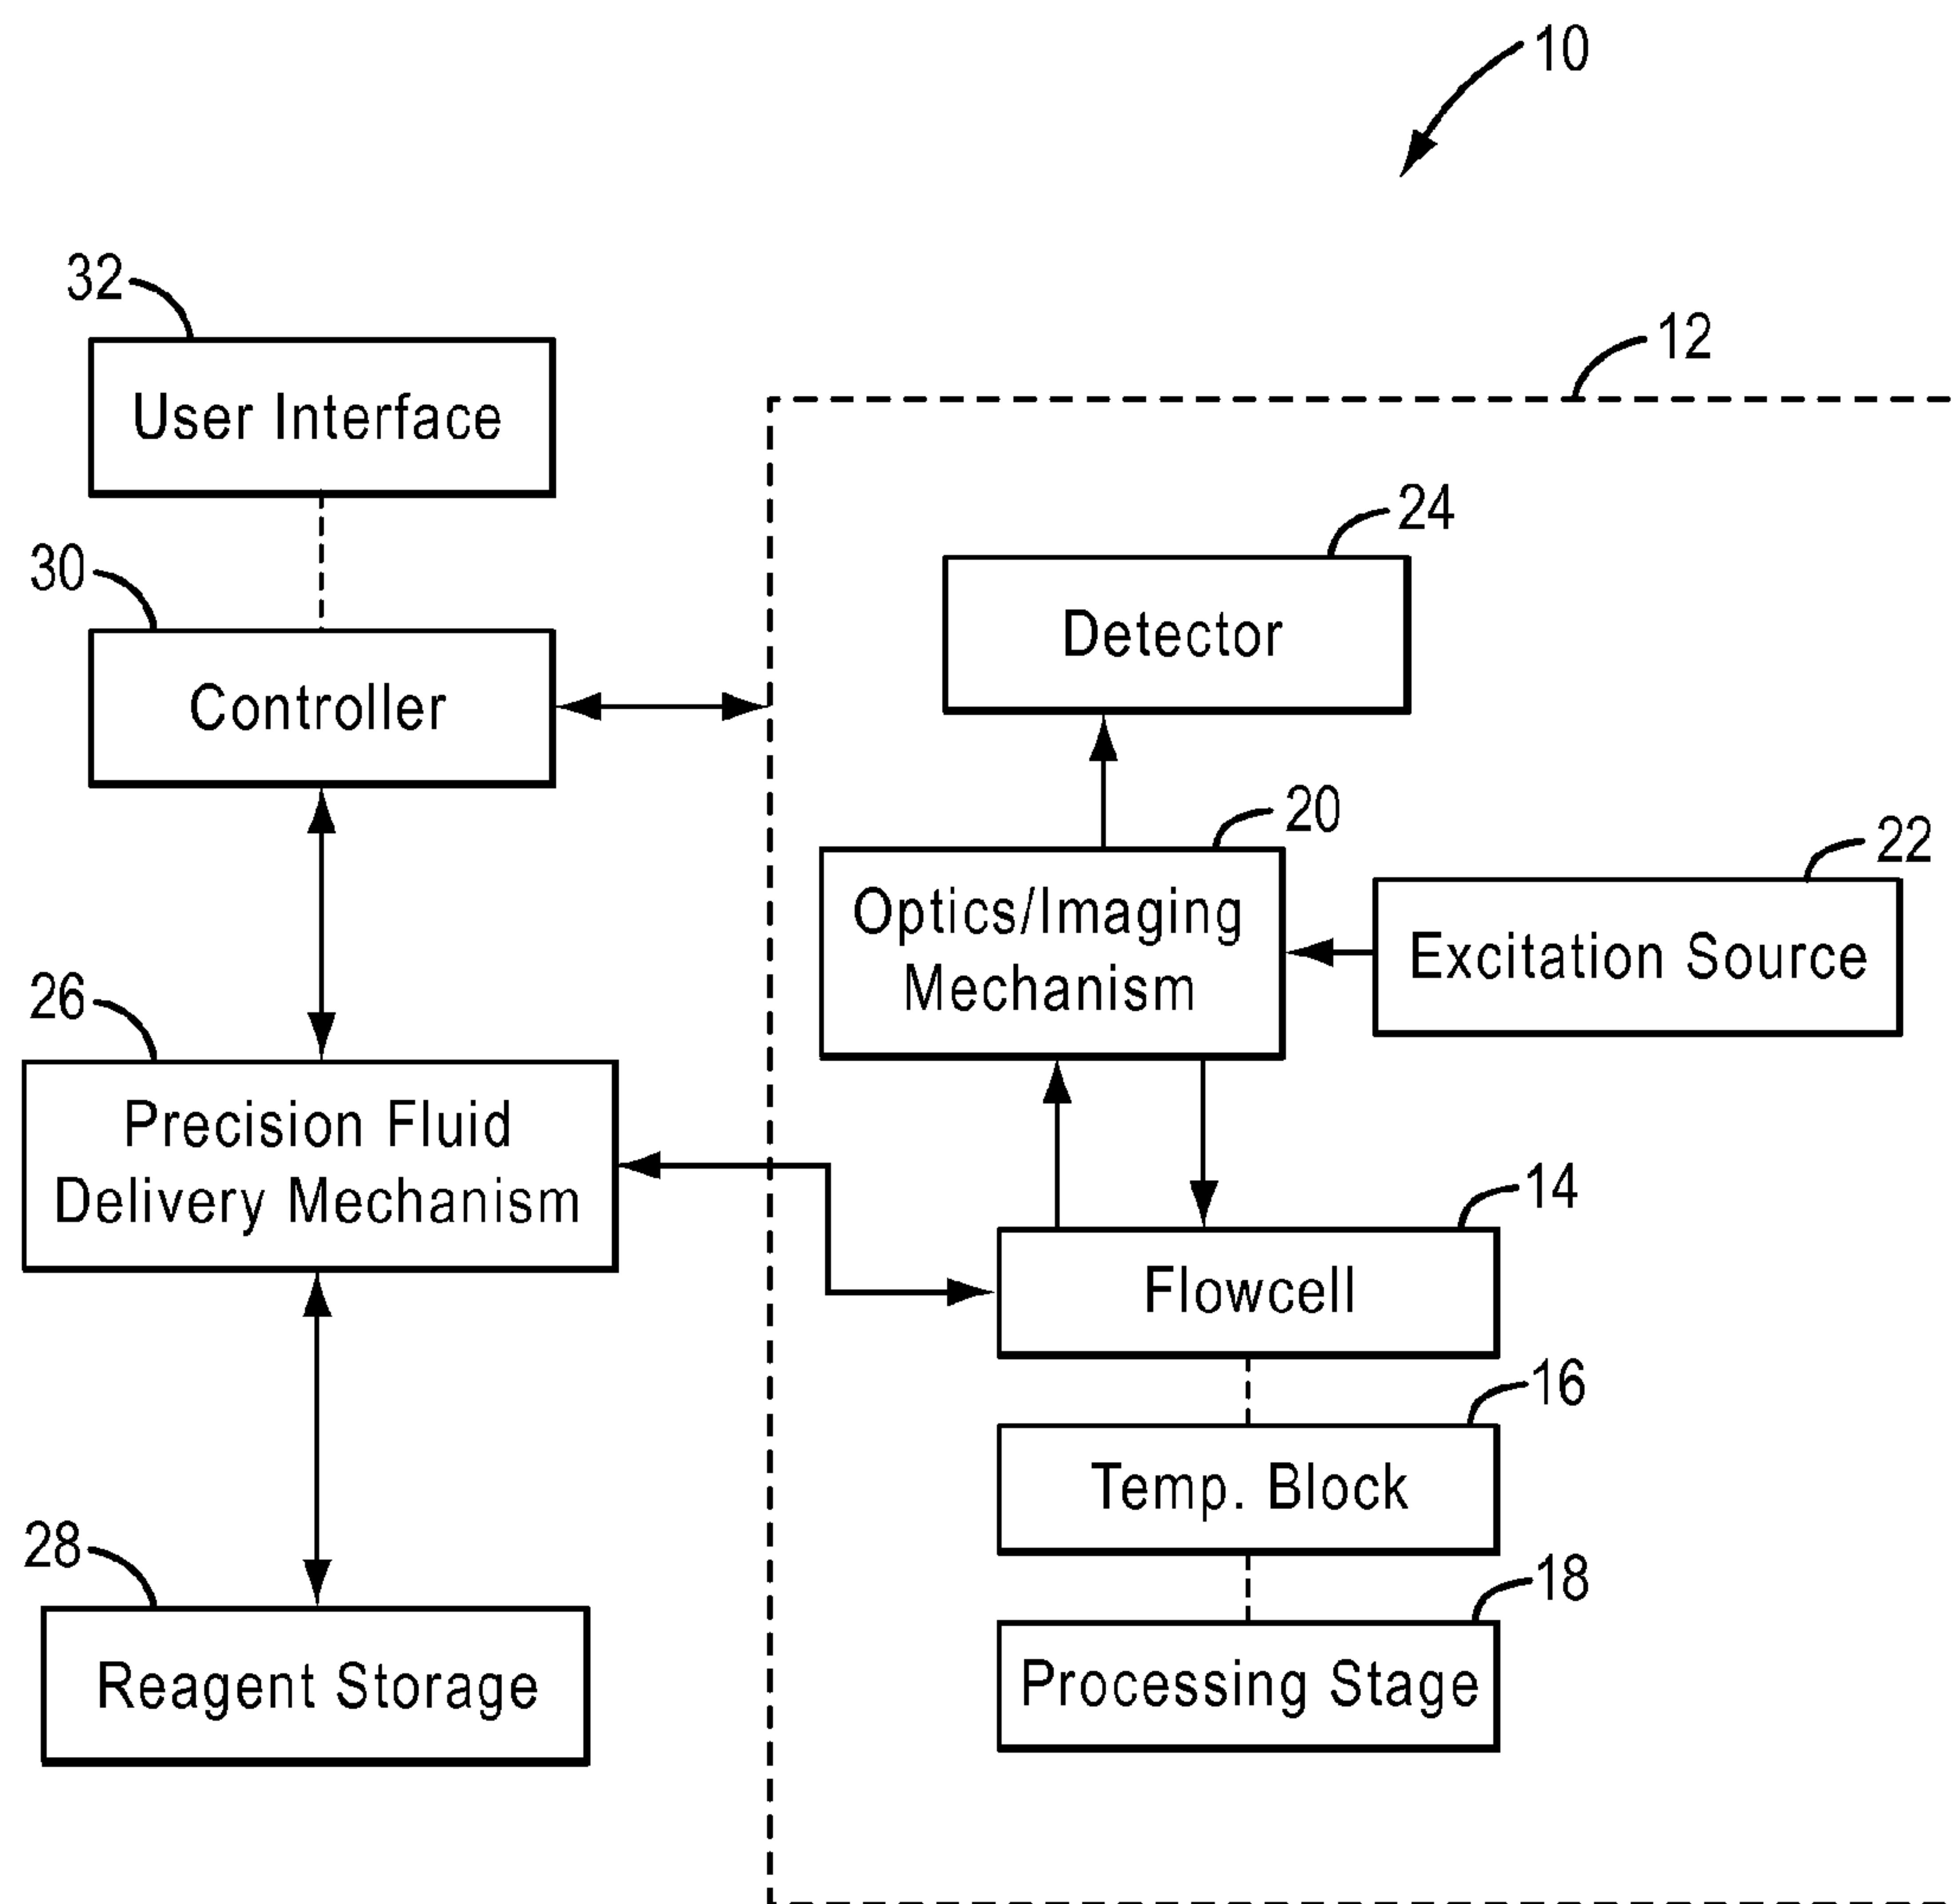 10
32
User Interface
12
24
Detector
30
Controller
20
Optics/Imaging
Mechanism
22
Excitation Source
26
Precision Fluid
Delivery Mechanism
14
Flowcell
16
Temp. Block
28
Reagent Storage
18
Processing Stage